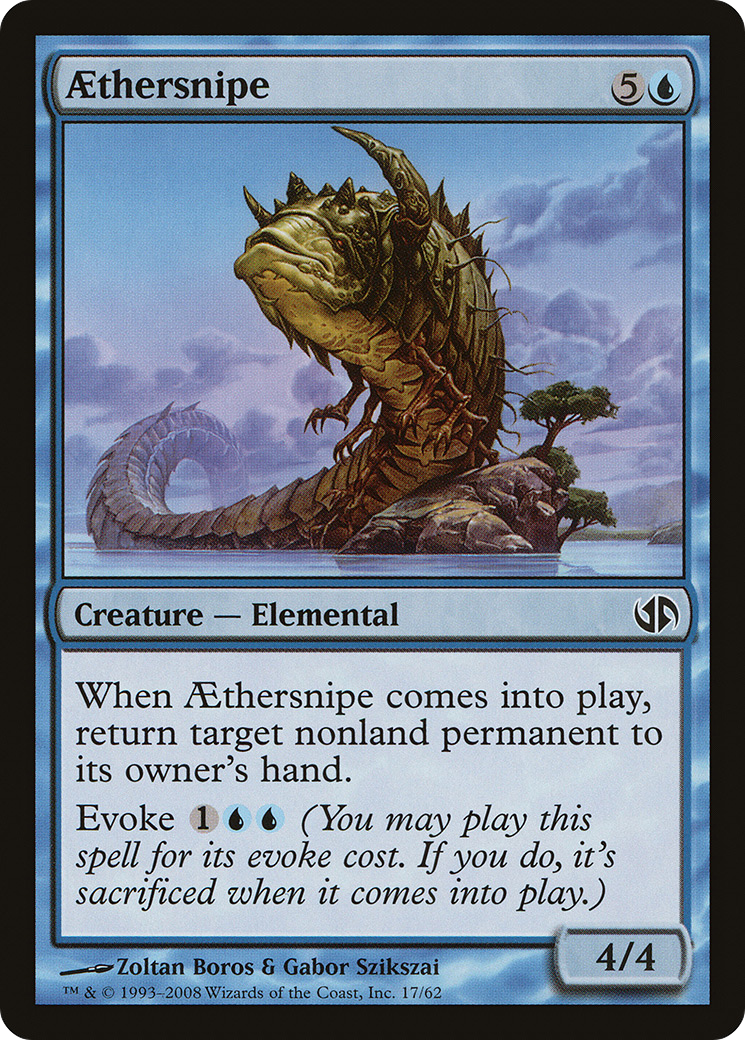 Æthersnipe
5
Creature — Elemental
When Æthersnipe comes into play,
return target nonland permanent to
its owner's hand.
Evoke 1 (You may play this
spell for its evoke cost. If you do, it's
sacrificed when it comes into play.)
4/4
Zoltan Boros & Gabor Szikszai
™ & © 1993–2008 Wizards of the Coast, Inc. 17/62